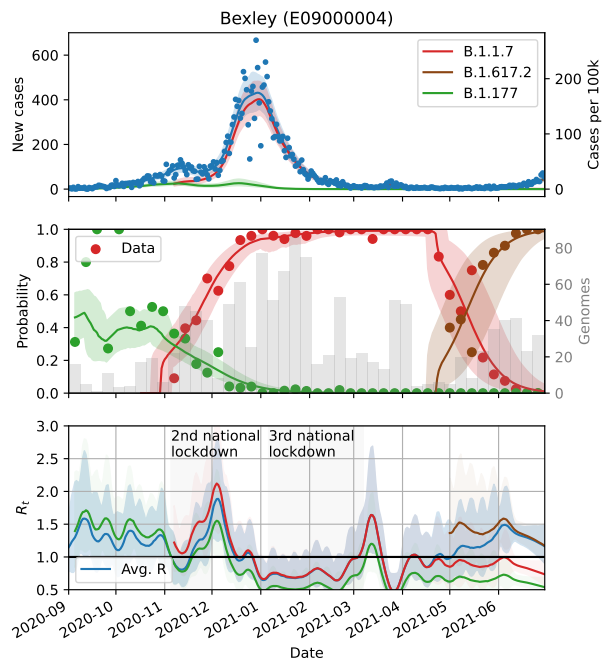 Bexley (E09000004)
600
400
200
0
New cases
B.1.1.7
B.1.617.2
B.1.177
200
100
0
Cases per 100k
1.0
0.8
0.6
0.4
0.2
0.0
Probability
Data
80
60
40
20
0
Genomes
3.0
2.5
2.0
1.5
1.0
0.5
R_t
2nd national
lockdown
3rd national
lockdown
Avg. R
2020-09
2020-10
2020-11
2020-12
2021-01
2021-02
2021-03
2021-04
2021-05
2021-06
Date